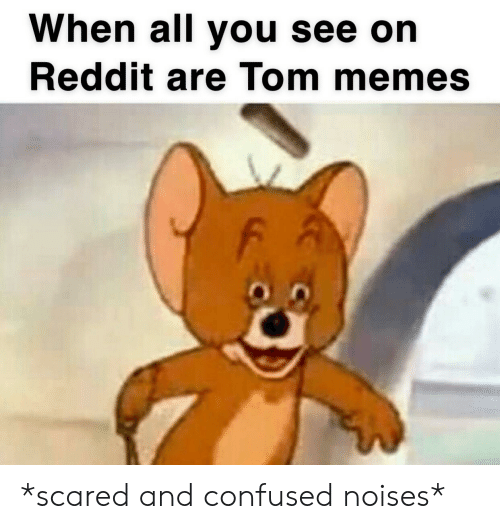 When all you see on
Reddit are Tom memes
*scared and confused noises*